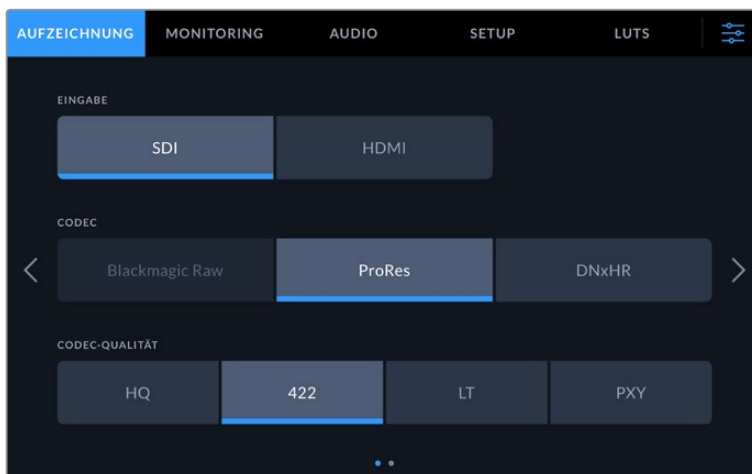 AUFZEICHNUNG MONITORING AUDIO SETUP LUTS
EINGABE
SDI HDMI
CODEC
Blackmagic Raw ProRes DNxHR
CODEC-QUALITÄT
HQ 422 LT PXY